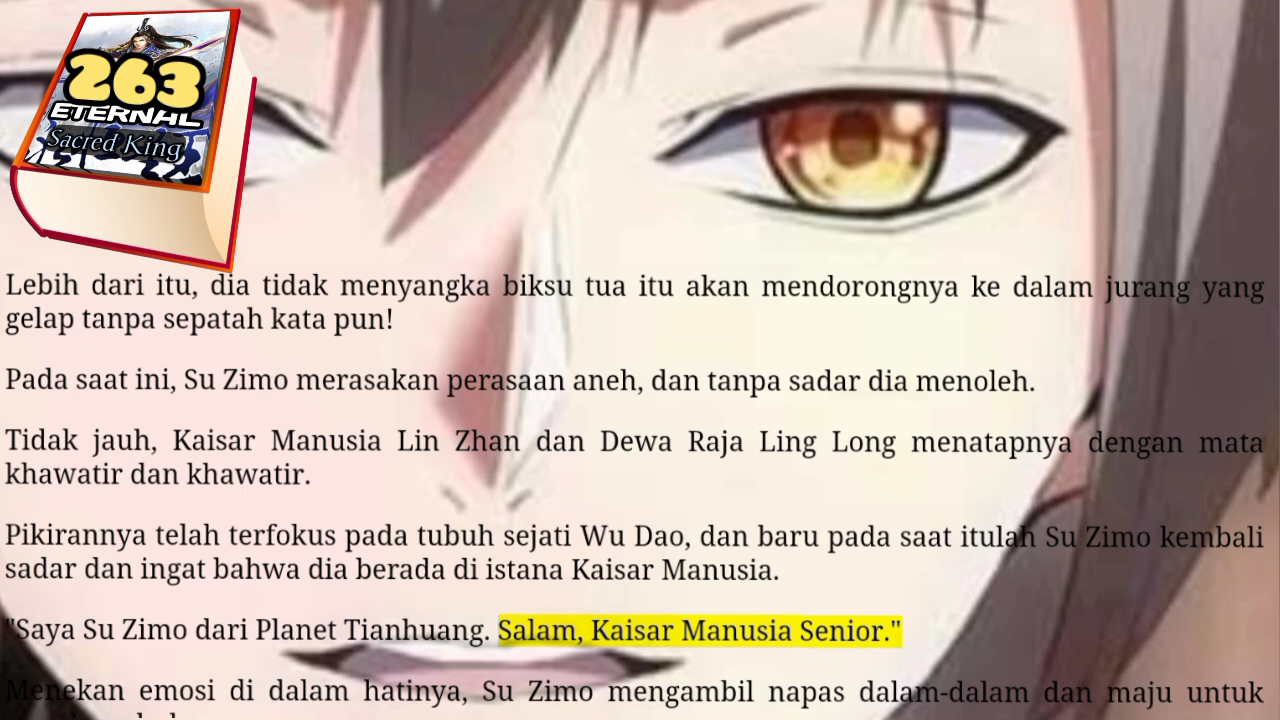 263
ETERNAL
Sacred King
Lebih dari itu, dia tidak menyangka biksu tua itu akan mendorongnya ke dalam jurang yang
gelap tanpa sepatah kata pun!
Pada saat ini, Su Zimo merasakan perasaan aneh, dan tanpa sadar dia menoleh.
Tidak jauh, Kaisar Manusia Lin Zhan dan Dewa Raja Ling Long menatapnya dengan mata
khawatir dan khawatir.
Pikirannya telah terfokus pada tubuh sejati Wu Dao, dan baru pada saat itulah Su Zimo kembali
sadar dan ingat bahwa dia berada di istana Kaisar Manusia.
"Saya Su Zimo dari Planet Tianhuang. Salam, Kaisar Manusia Senior."
Menekan emosi di dalam hatinya, Su Zimo mengambil napas dalam-dalam dan maju untuk